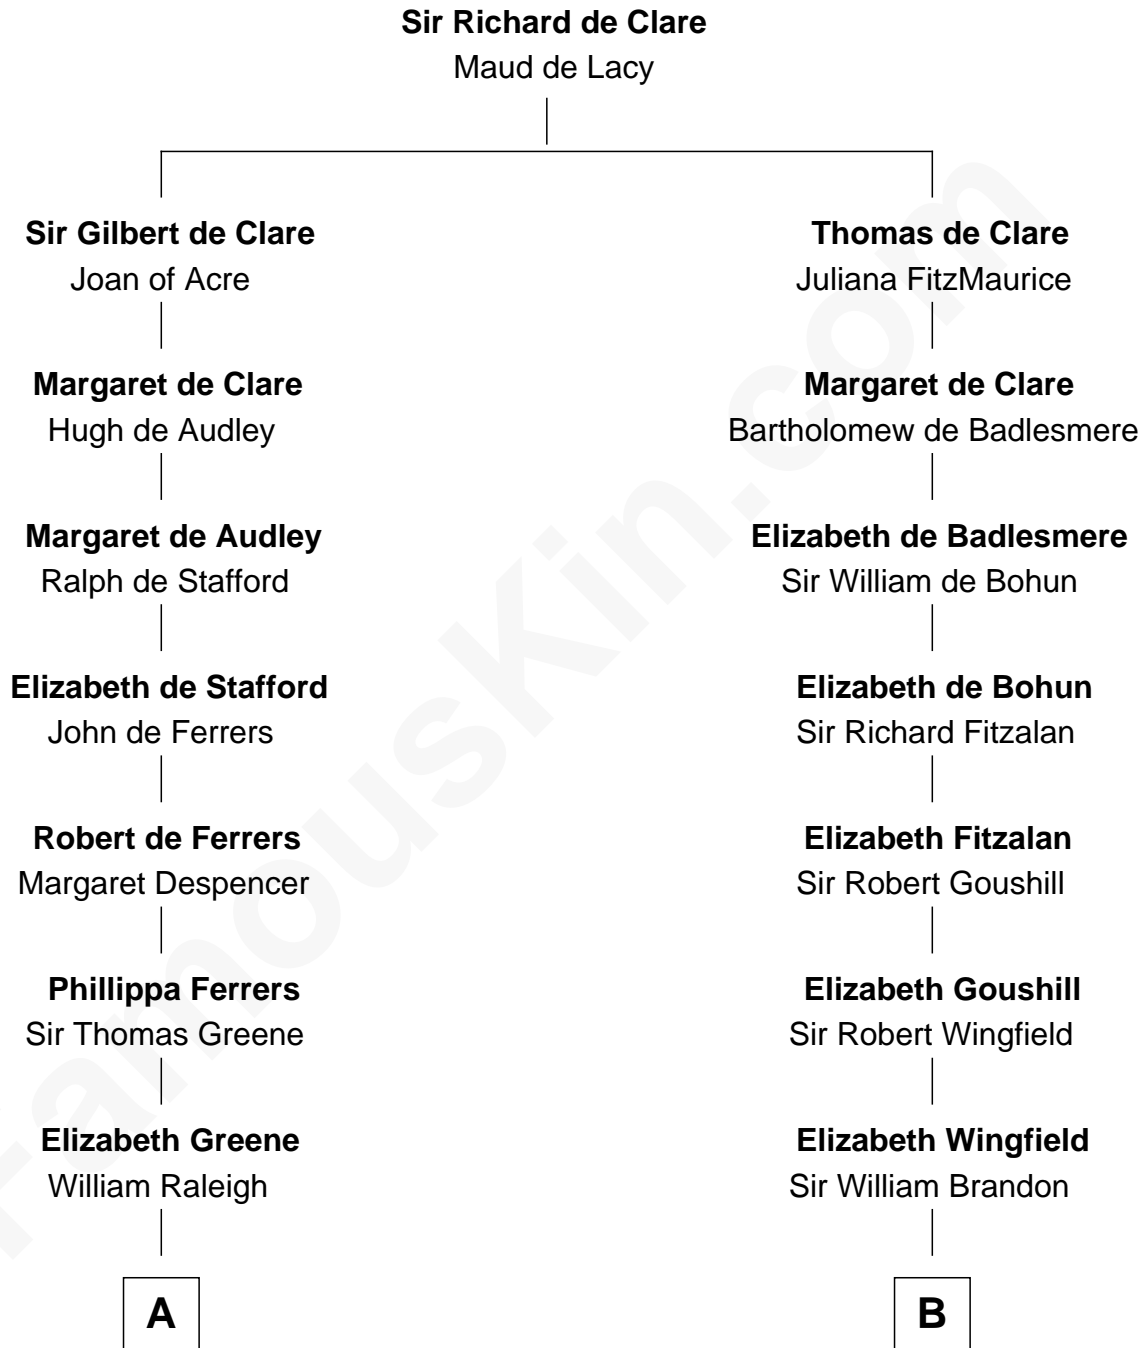 Sir Richard de Clare
Maud de Lacy
Sir Gilbert de Clare
Joan of Acre
Margaret de Clare
Hugh de Audley
Margaret de Audley
Ralph de Stafford
Elizabeth de Stafford
John de Ferrers
Robert de Ferrers
Margaret Despencer
Phillippa Ferrers
Sir Thomas Greene
Elizabeth Greene
William Raleigh
A
Thomas de Clare
Juliana FitzMaurice
Margaret de Clare
Bartholomew de Badlesmere
Elizabeth de Badlesmere
Sir William de Bohun
Elizabeth de Bohun
Sir Richard Fitzalan
Elizabeth Fitzalan
Sir Robert Goushill
Elizabeth Goushill
Sir Robert Wingfield
Elizabeth Wingfield
Sir William Brandon
B
FamousKin.com